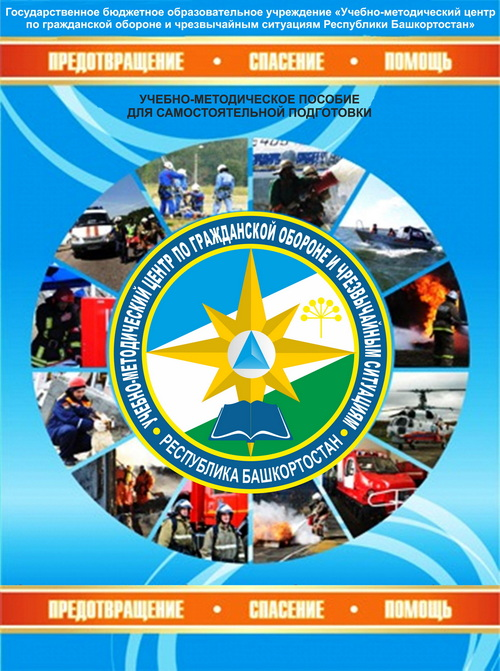 Государственное бюджетное образовательное учреждение «Учебно-методический центр
по гражданской обороне и чрезвычайным ситуациям Республики Башкортостан»
ПРЕДОТВРАЩЕНИЕ • СПАСЕНИЕ • ПОМОЩЬ
УЧЕБНО-МЕТОДИЧЕСКОЕ ПОСОБИЕ
ДЛЯ САМОСТОЯТЕЛЬНОЙ ПОДГОТОВКИ
УЧЕБНО-МЕТОДИЧЕСКИЙ ЦЕНТР ПО ГРАЖДАНСКОЙ ОБОРОНЕ И ЧРЕЗВЫЧАЙНЫМ СИТУАЦИЯМ
• РЕСПУБЛИКА БАШКОРТОСТАН •
ПРЕДОТВРАЩЕНИЕ • СПАСЕНИЕ • ПОМОЩЬ